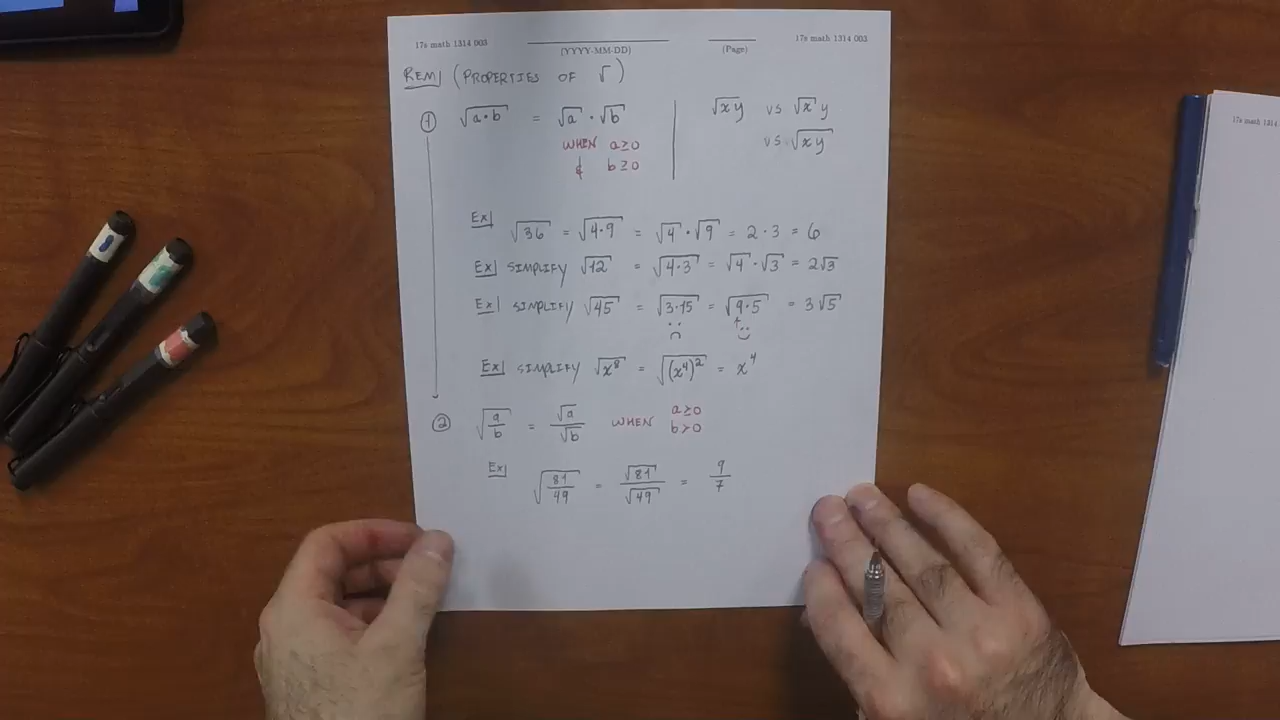 17s math 1314 003 (YYYY-MM-DD) (Page) 17s math 1314 003
REM (PROPERTIES OF √)
① √(a·b) = √a · √b
WHEN a≥0
& b≥0
√x y vs √x y
vs √(xy)
Ex √36 = √(4·9) = √4 · √9 = 2·3 = 6
Ex SIMPLIFY √12 = √(4·3) = √4 · √3 = 2√3
Ex SIMPLIFY √45 = √(3·15) = √(9·5) = 3√5
Ex SIMPLIFY √x⁸ = √((x⁴)²) = x⁴
② √(a/b) = √a/√b WHEN a≥0
b>0
Ex √(81/49) = √81/√49 = 9/7
17s math 1314